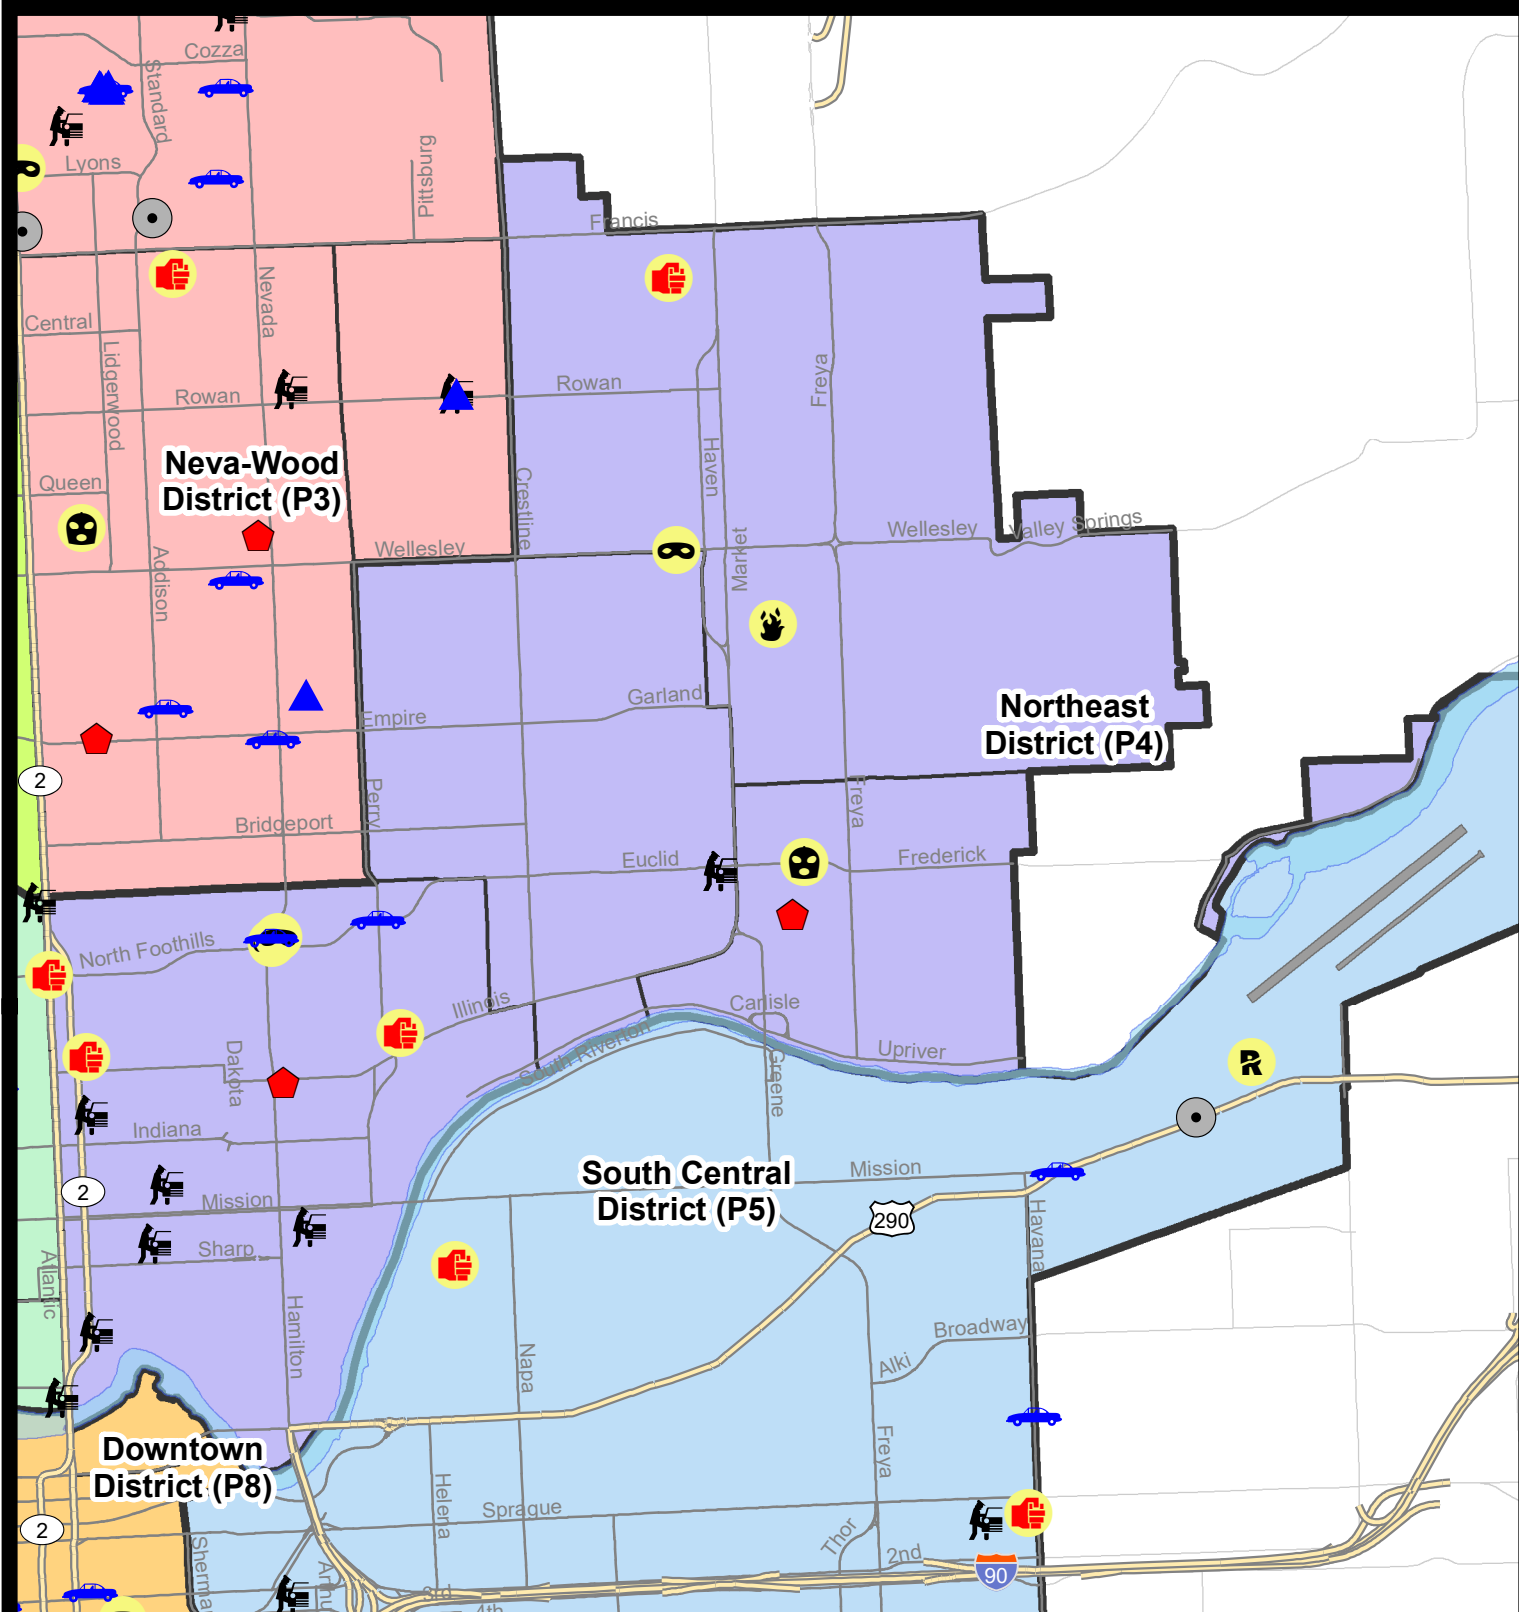 Cozza
Standard
Lyons
Pittsburg
Francis
Nevada
Central
Lidgerwood
Rowan
Rowan
Freya
Neva-Wood
District (P3)
Haven
Crestline
Queen
Wellesley
Wellesley
Valley Springs
Addison
Market
Garland
Empire
Northeast
District (P4)
2
Perry
Freya
Bridgeport
Euclid
Frederick
North Foothills
Illinois
Carlisle
South Riverton
Upriver
Dakota
Greene
Indiana
South Central
District (P5)
Mission
2
Mission
290
Havana
Sharp
Atlantic
Hamilton
Broadway
Napa
Alki
Downtown
District (P8)
Freya
Helena
Sprague
2
Thor
2nd
90
3rd
4th